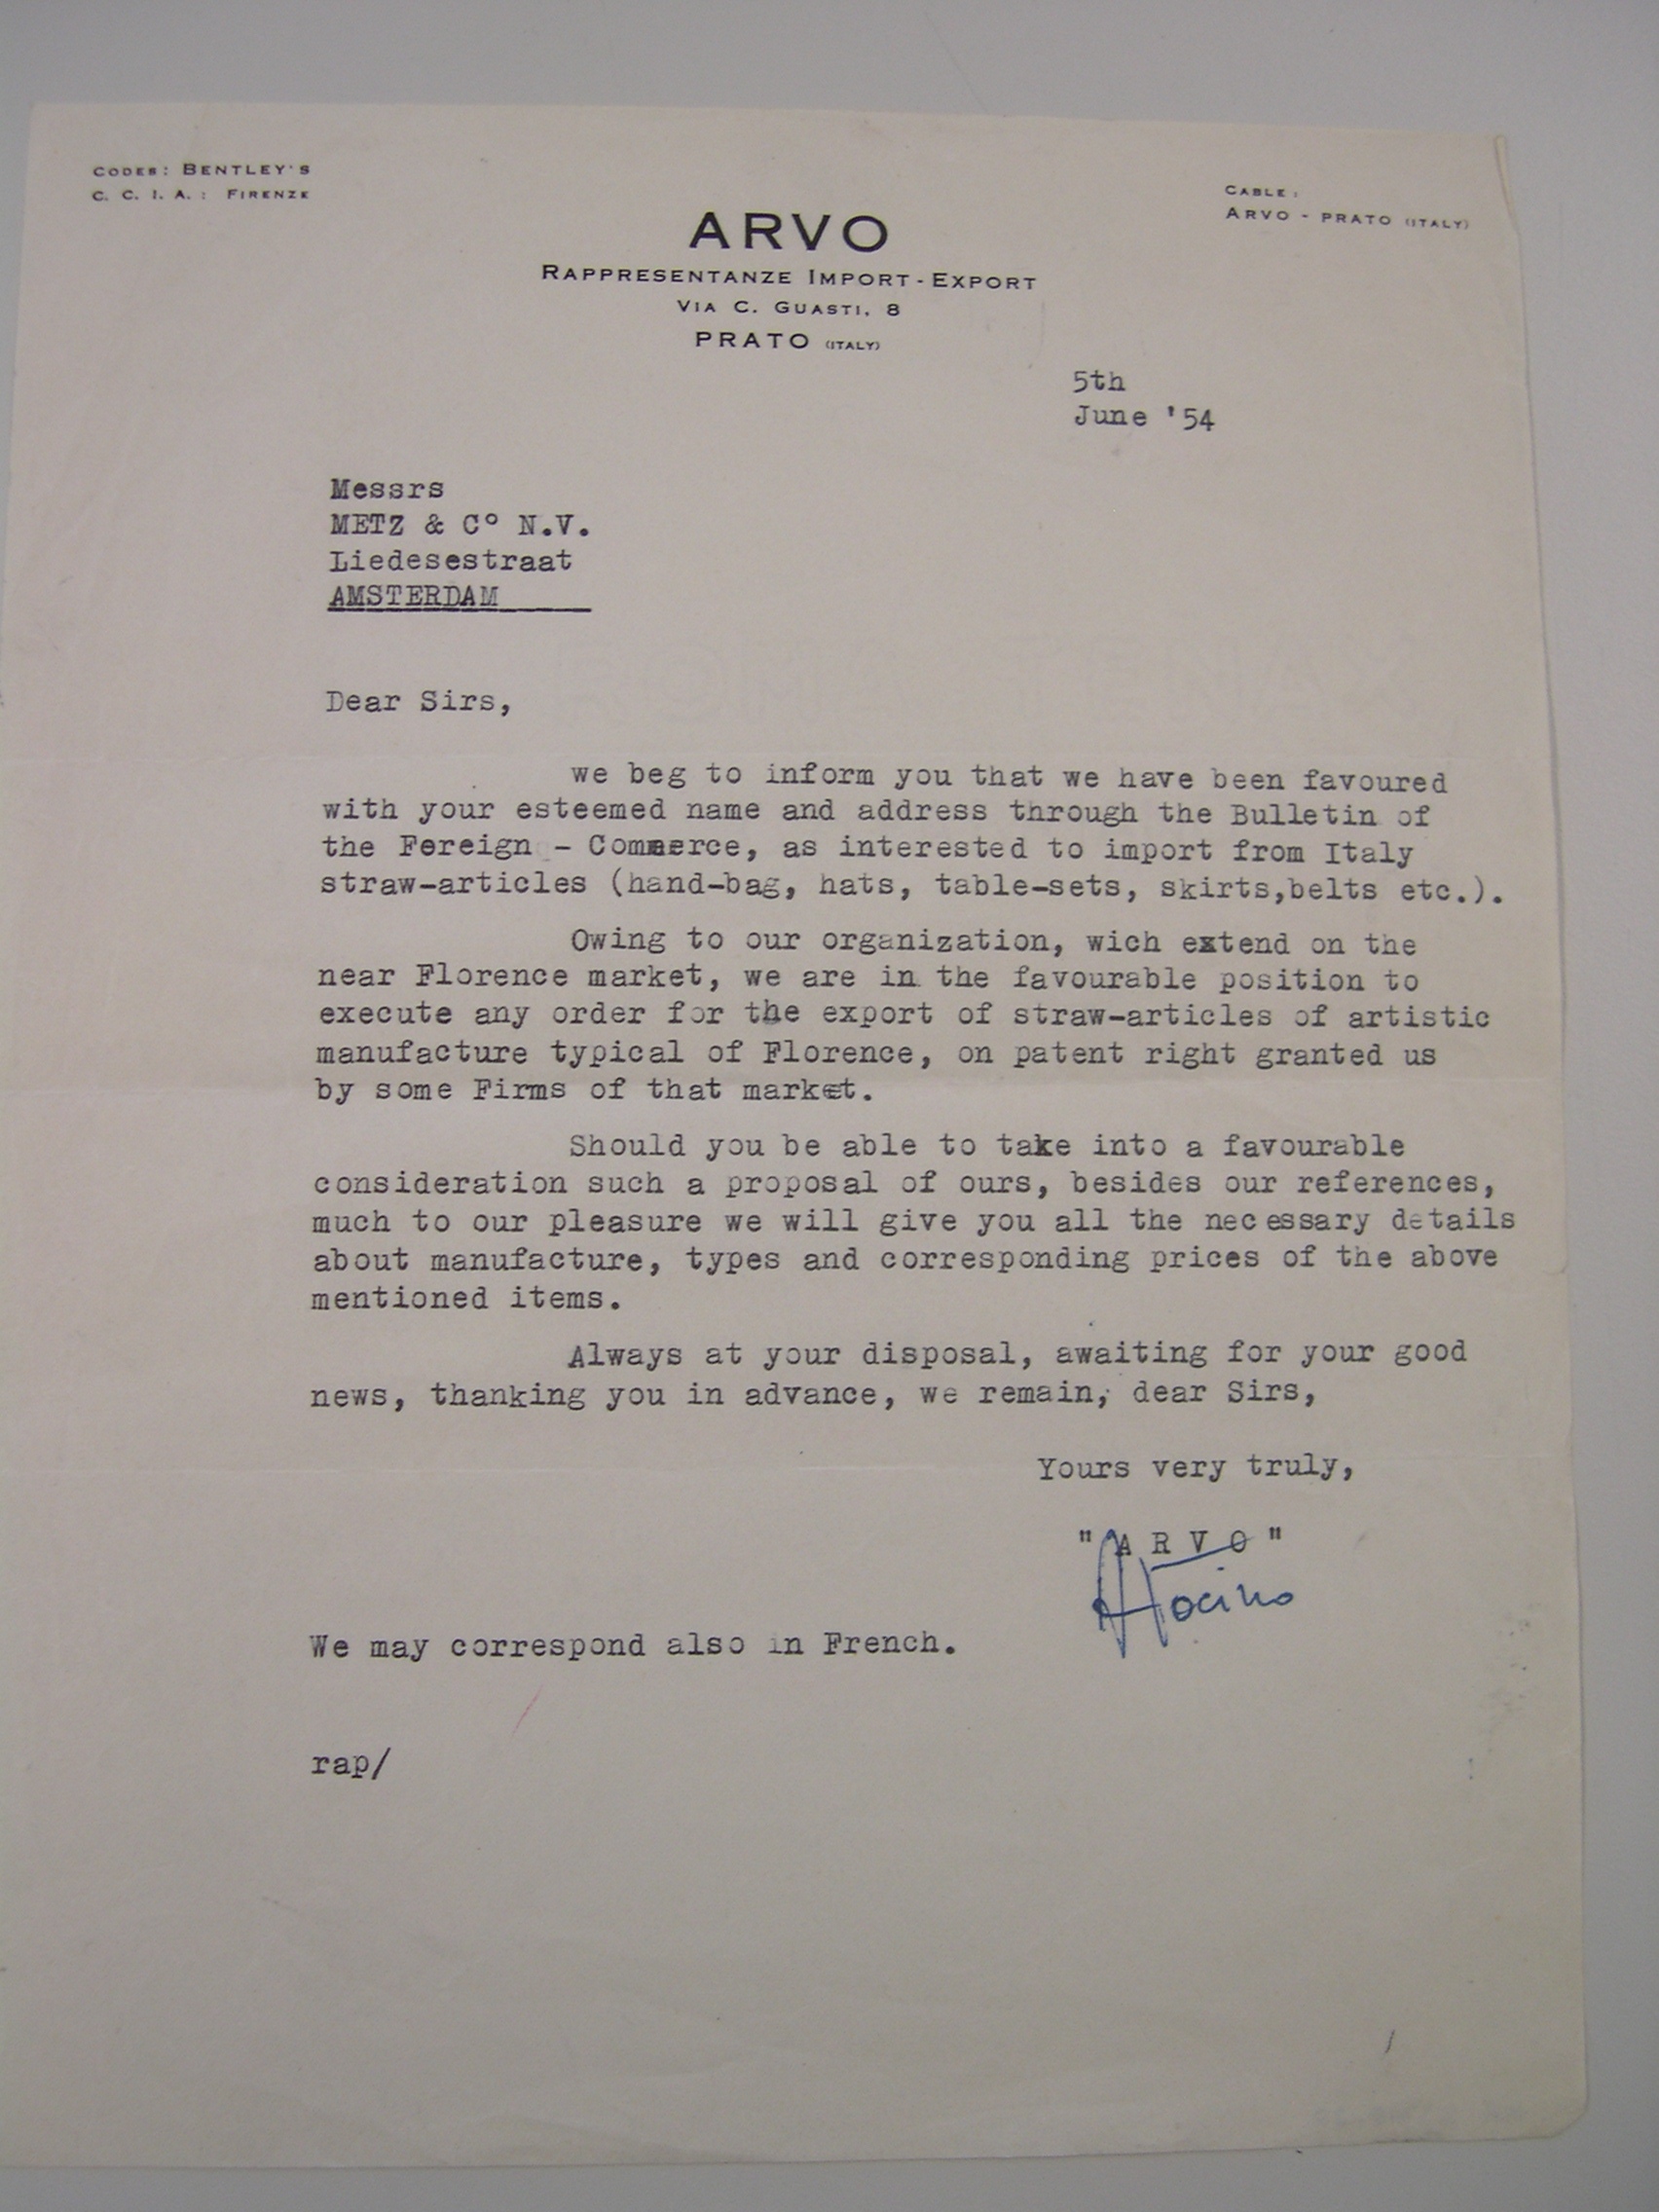 CODES: BENTLEY'S
C. C. I. A. : FIRENZE
CABLE:
ARVO - PRATO (ITALY)
ARVO
RAPPRESENTANZE IMPORT-EXPORT
VIA C. GUASTI, 8
PRATO (ITALY)
5th
June '54
Messrs
METZ & C° N.V.
Liedesestraat
AMSTERDAM
Dear Sirs,
we beg to inform you that we have been favoured
with your esteemed name and address through the Bulletin of
the Foreign - Commerce, as interested to import from Italy
straw-articles (hand-bag, hats, table-sets, skirts,belts etc.).
Owing to our organization, wich extend on the
near Florence market, we are in the favourable position to
execute any order for the export of straw-articles of artistic
manufacture typical of Florence, on patent right granted us
by some Firms of that market.
Should you be able to take into a favourable
consideration such a proposal of ours, besides our references,
much to our pleasure we will give you all the necessary details
about manufacture, types and corresponding prices of the above
mentioned items.
Always at your disposal, awaiting for your good
news, thanking you in advance, we remain, dear Sirs,
Yours very truly,
"A R V O"
We may correspond also in French.
rap/